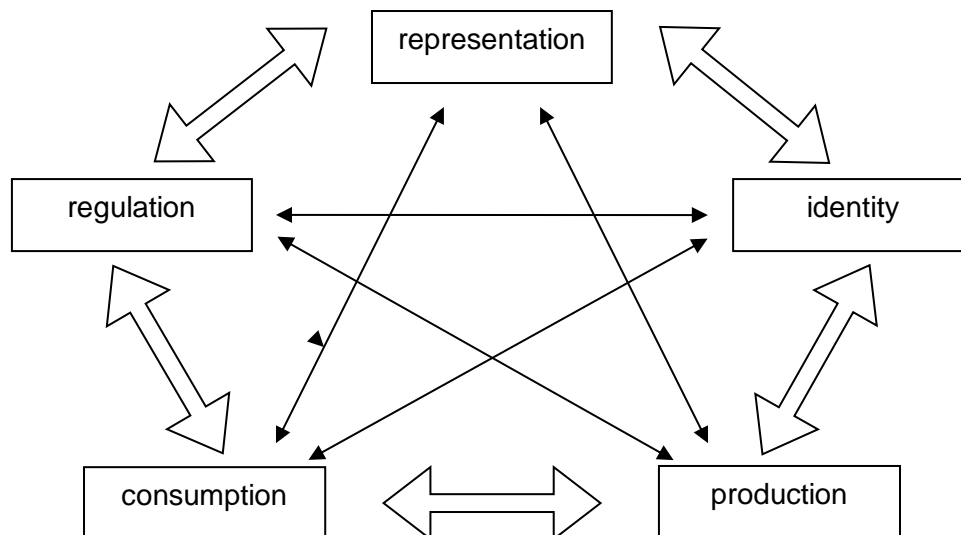 representation
regulation
identity
consumption
production